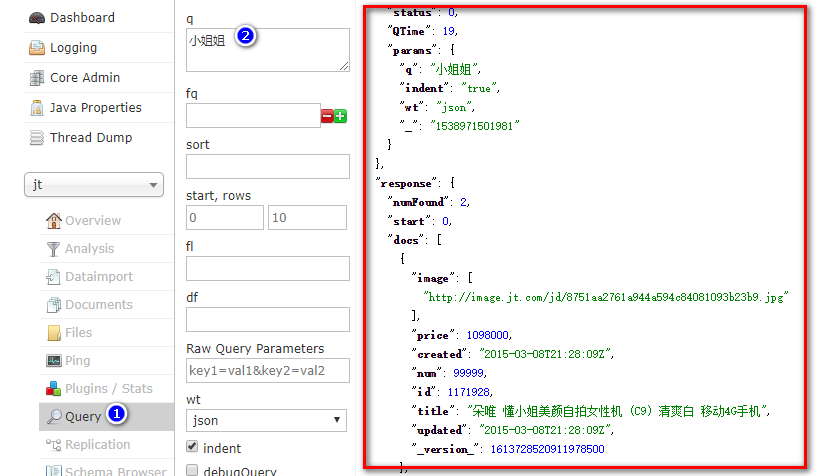 Dashboard
Logging
Core Admin
Java Properties
Thread Dump
jt
Overview
Analysis
Dataimport
Documents
Files
Ping
Plugins / Stats
Query 1
Replication
Schema Browser
q
小姐姐 2
fq
sort
start, rows
0 10
fl
df
Raw Query Parameters
key1=val1&key2=val2
wt
json
indent
debugQuery
"status": 0,
"QTime": 19,
"params": {
"q": "小姐姐",
"indent": "true",
"wt": "json",
"_": "1538971501981"
}
},
"response": {
"numFound": 2,
"start": 0,
"docs": [
{
"image": [
"http://image.jt.com/jd/8751aa2761a944a594c84081093b23b9.jpg"
],
"price": 1098000,
"created": "2015-03-08T21:28:09Z",
"num": 99999,
"id": 1171928,
"title": "朵唯 懂小姐美颜自拍女性机 (C9) 清爽白 移动4G手机",
"updated": "2015-03-08T21:28:09Z",
"_version_": 1613728520911978500
},